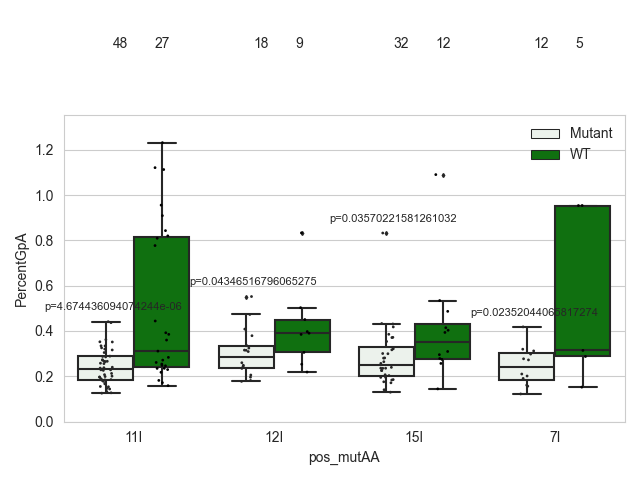 48 27 18 9 32 12 12 5
Mutant
WT
1.2
1.0
0.8
0.6
0.4
0.2
0.0
PercentGpA
p=4.674436094074244e-06
p=0.04346516796065275
p=0.03570221581261032
p=0.02352044065817274
11I 12I 15I 7I
pos_mutAA